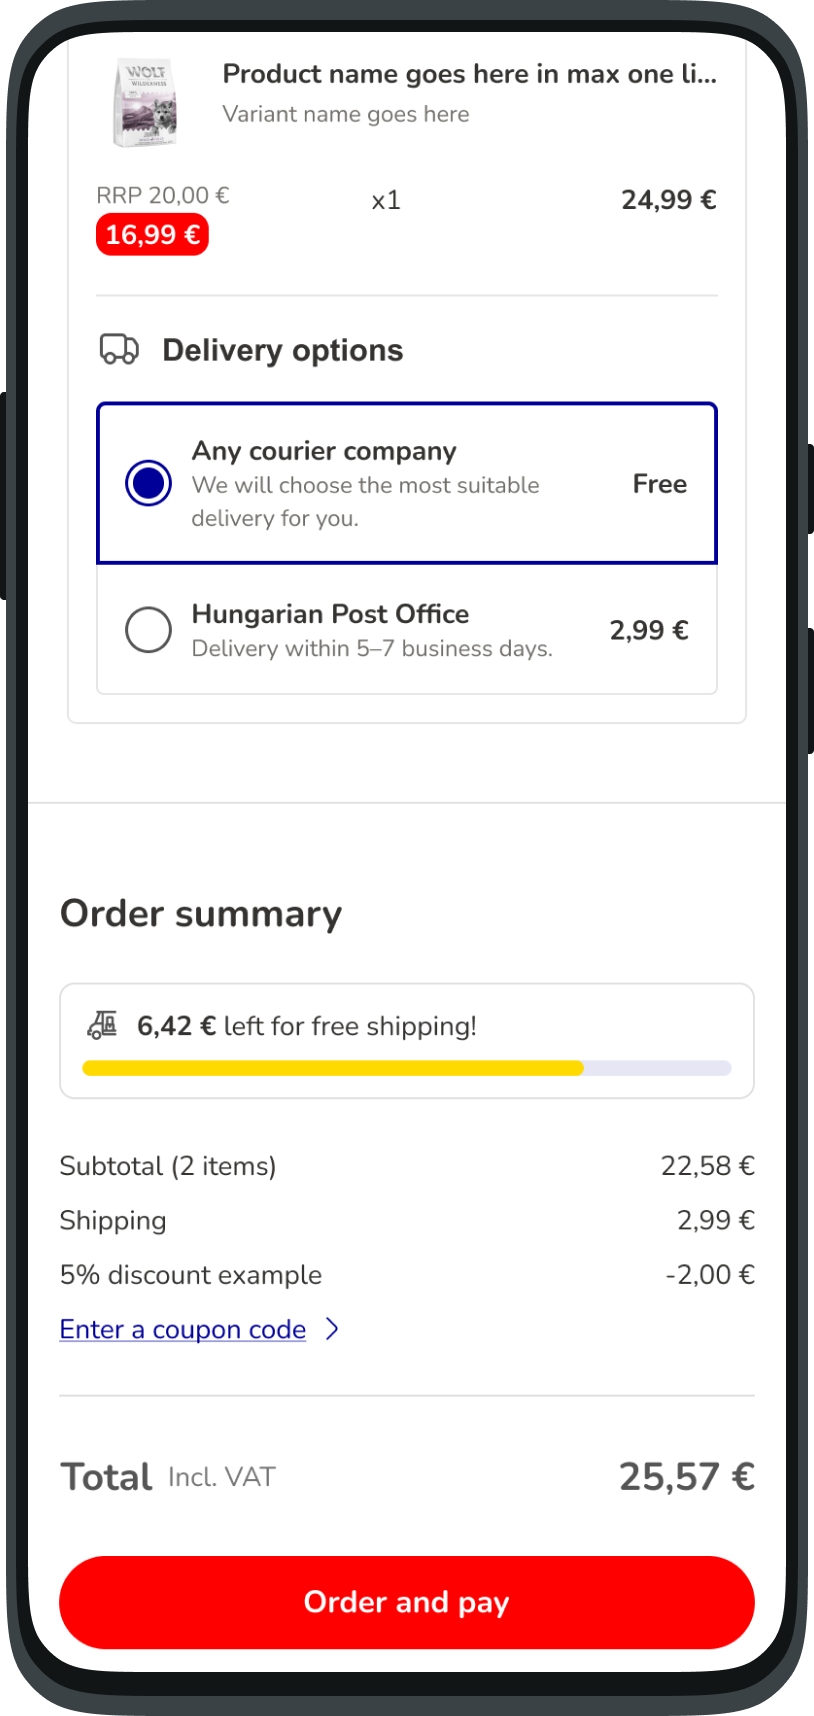 WOLF
WILDERNESS
Product name goes here in max one li...
Variant name goes here
RRP 20,00 €
16,99 €
x1
24,99 €
Delivery options
Any courier company
We will choose the most suitable
delivery for you.
Free
Hungarian Post Office
Delivery within 5–7 business days.
2,99 €
Order summary
6,42 € left for free shipping!
Subtotal (2 items) 22,58 €
Shipping 2,99 €
5% discount example -2,00 €
Enter a coupon code
Total Incl. VAT 25,57 €
Order and pay